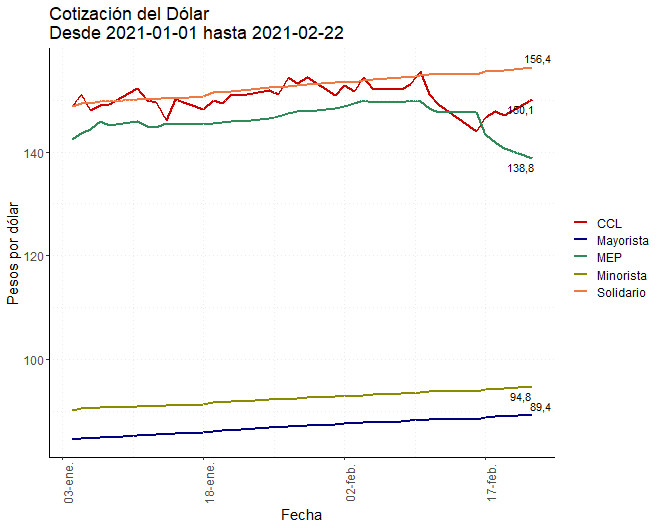 Cotización del Dólar
Desde 2021-01-01 hasta 2021-02-22
156,4
150,1
138,8
140
120
100
94,8
89,4
Pesos por dólar
03-ene.
18-ene.
02-feb.
17-feb.
Fecha
CCL
Mayorista
MEP
Minorista
Solidario